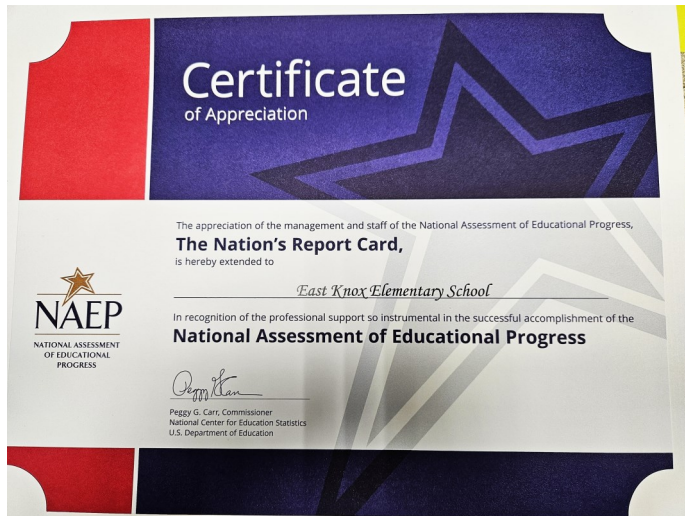 Certificate
of Appreciation
The appreciation of the management and staff of the National Assessment of Educational Progress,
The Nation's Report Card,
is hereby extended to
East Knox Elementary School
In recognition of the professional support so instrumental in the successful accomplishment of the
National Assessment of Educational Progress
NAEP
NATIONAL ASSESSMENT
OF EDUCATIONAL
PROGRESS
Peggy G. Carr
Peggy G. Carr, Commissioner
National Center for Education Statistics
U.S. Department of Education